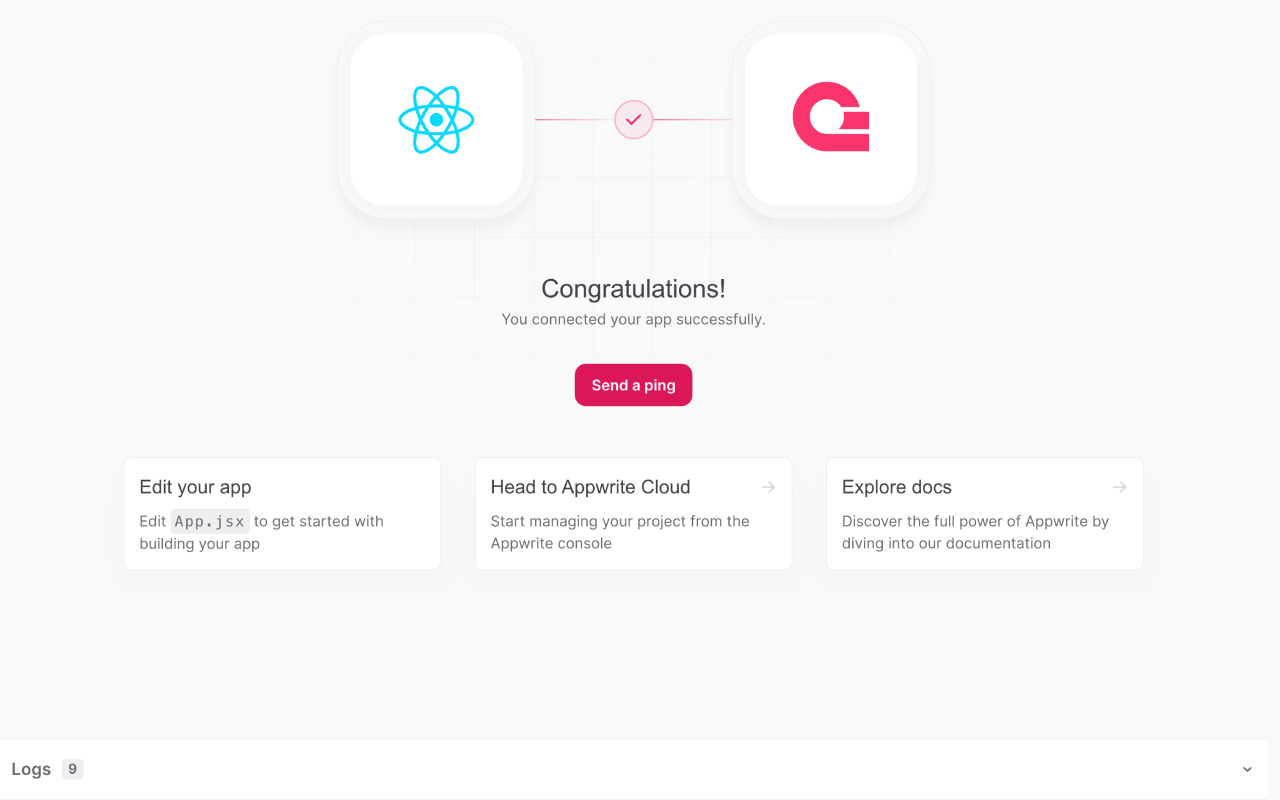 Congratulations!
You connected your app successfully.
Send a ping
Edit your app
Edit App.jsx to get started with
building your app
Head to Appwrite Cloud
Start managing your project from the
Appwrite console
Explore docs
Discover the full power of Appwrite by
diving into our documentation
Logs 9